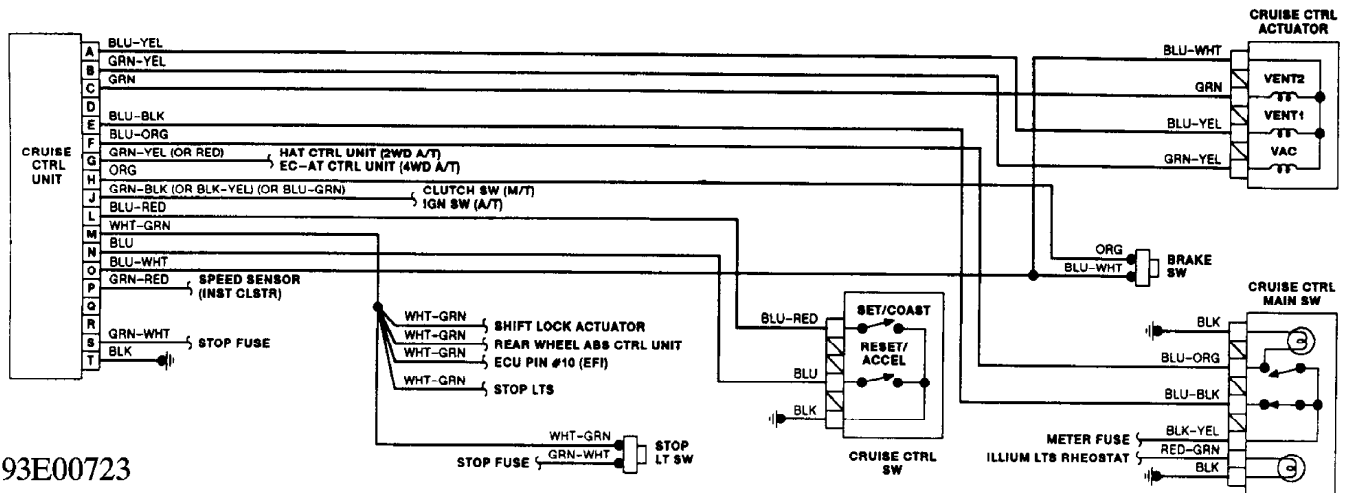 CRUISE CTRL
UNIT
A BLU-YEL
B GRN-YEL
C GRN
D
E BLU-BLK
F BLU-ORG
G GRN-YEL (OR RED)
HAT CTRL UNIT (2WD A/T)
EC-AT CTRL UNIT (4WD A/T)
H ORG
J GRN-BLK (OR BLK-YEL) (OR BLU-GRN)
CLUTCH SW (M/T)
IGN SW (A/T)
L BLU-RED
M WHT-GRN
N BLU
O BLU-WHT
P GRN-RED
SPEED SENSOR
(INST CLSTR)
Q
R
S GRN-WHT
STOP FUSE
T BLK
WHT-GRN SHIFT LOCK ACTUATOR
WHT-GRN REAR WHEEL ABS CTRL UNIT
WHT-GRN ECU PIN #10 (EFI)
WHT-GRN STOP LTS
WHT-GRN
STOP FUSE GRN-WHT
STOP
LT SW
BLU-RED
BLU
BLK
SET/COAST
RESET/
ACCEL
CRUISE CTRL
SW
CRUISE CTRL
ACTUATOR
BLU-WHT
GRN
BLU-YEL
GRN-YEL
VENT2
VENT1
VAC
ORG
BLU-WHT
BRAKE
SW
CRUISE CTRL
MAIN SW
BLK
BLU-ORG
BLU-BLK
METER FUSE BLK-YEL
ILLIUM LTS RHEOSTAT RED-GRN
BLK
93E00723